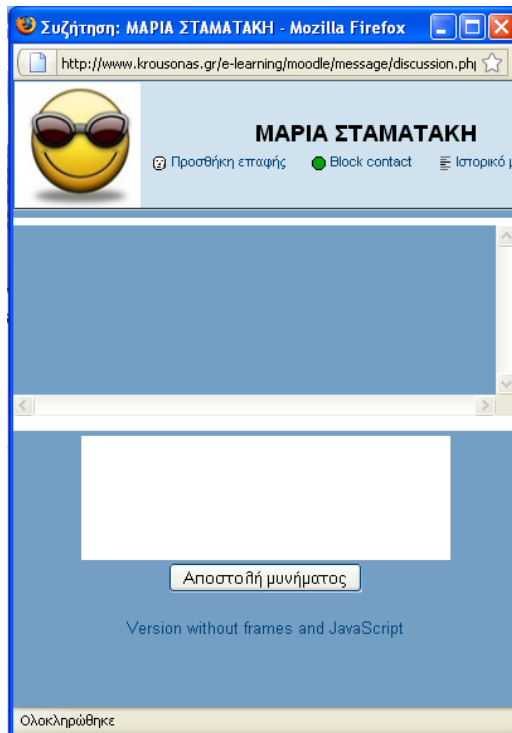 Συζήτηση: ΜΑΡΙΑ ΣΤΑΜΑΤΑΚΗ - Mozilla Firefox
http://www.krousonas.gr/e-learning/moodle/message/discussion.ph
ΜΑΡΙΑ ΣΤΑΜΑΤΑΚΗ
Προσθήκη επαφής Block contact Ιστορικό
Αποστολή μυνήματος
Version without frames and JavaScript
Ολοκληρώθηκε